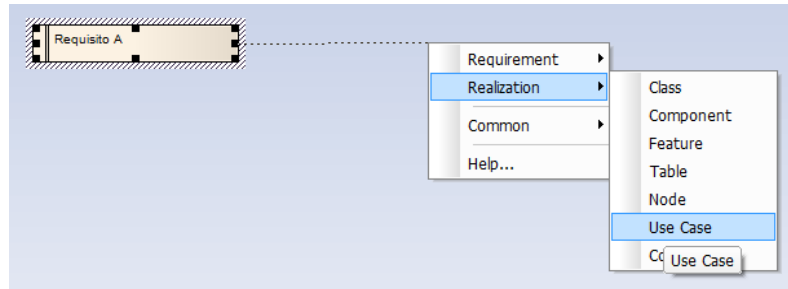 Requisito A
Requirement
Realization
Common
Help...
Class
Component
Feature
Table
Node
Use Case
Use Case